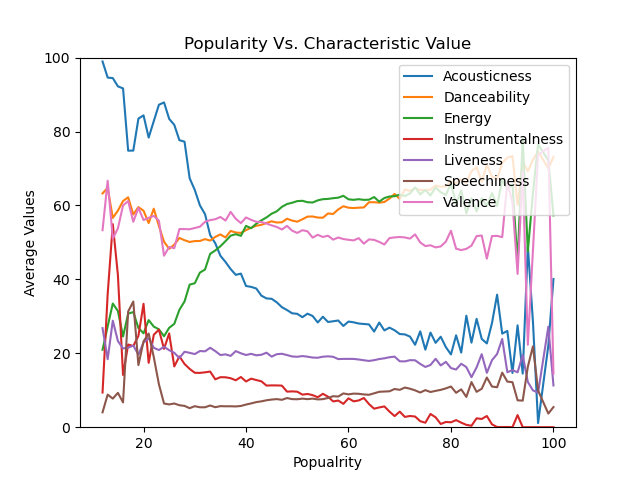 Popularity Vs. Characteristic Value
100
80
60
40
20
0
Average Values
Acousticness
Danceability
Energy
Instrumentalness
Liveness
Speechiness
Valence
20
40
60
80
100
Popualrity